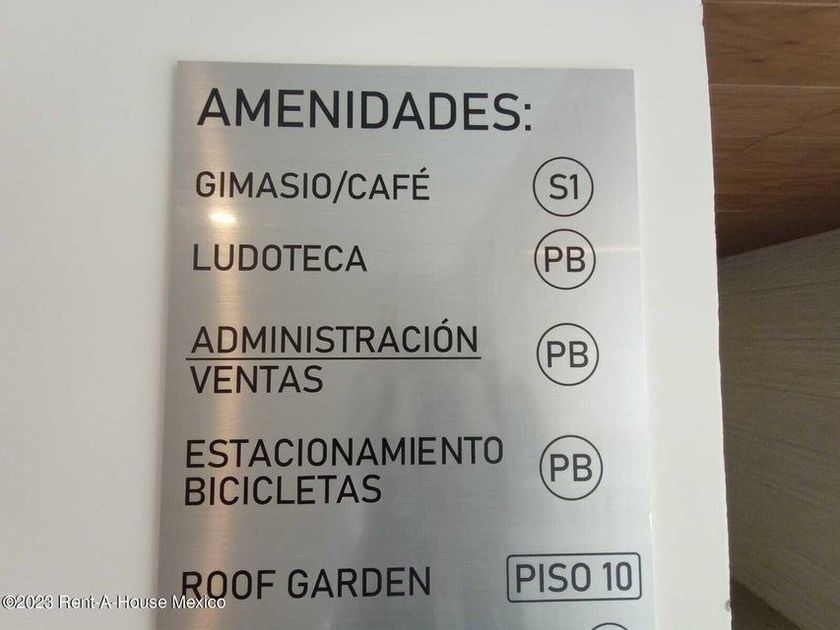 AMENIDADES:
GIMASIO/CAFÉ S1
LUDOTECA PB
ADMINISTRACIÓN
VENTAS PB
ESTACIONAMIENTO
BICICLETAS PB
ROOF GARDEN PISO 10
©2023 Rent-A-House Mexico